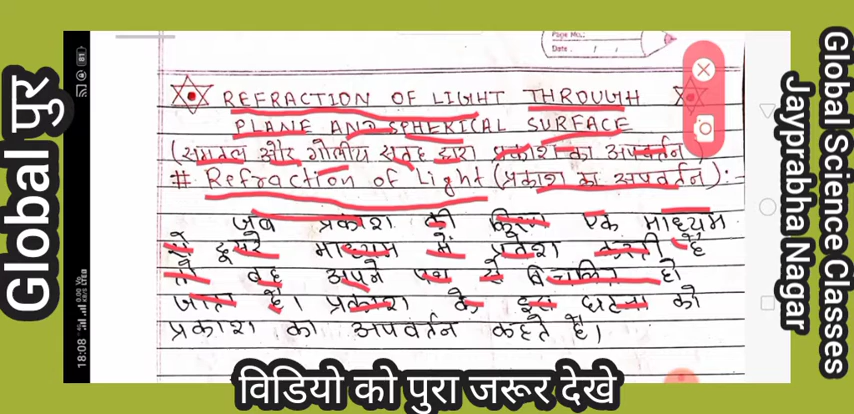 Global पुर
Page No.:
Date : / /
REFRACTION OF LIGHT THROUGH
PLANE AND SPHERICAL SURFACE
(समतल और गोलीय सतह द्वारा प्रकाश का अपवर्तन)
# Refraction of Light (प्रकाश का अपवर्तन) :-
जब प्रकाश की किरण एक माध्यम
से दूसरे माध्यम में प्रवेश करती है
तो वह अपने पथ से विचलित हो
जाता है। प्रकाश के इस घटना को
प्रकाश का अपवर्तन कहते हैं।
18:08
विडियो को पुरा जरूर देखे
Global Science Classes
Jayprabha Nagar